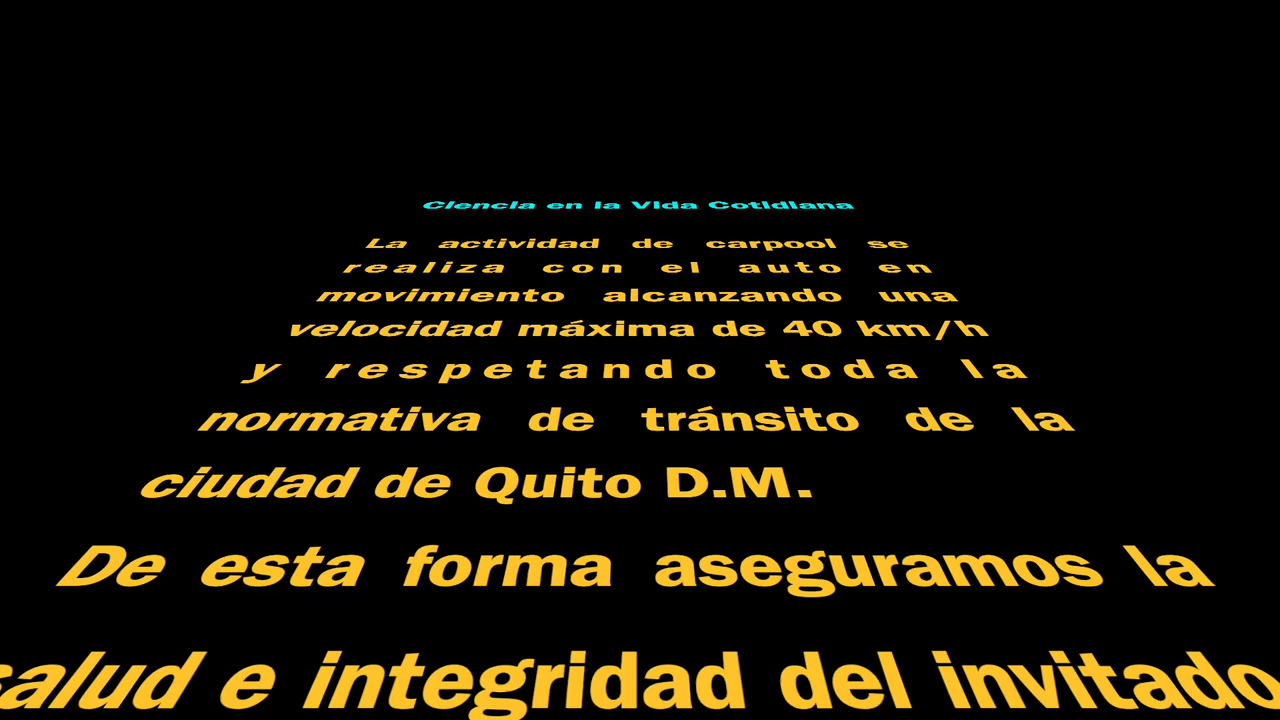 Ciencia en la Vida Cotidiana
La actividad de carpool se
realiza con el auto en
movimiento alcanzando una
velocidad máxima de 40 km/h
y respetando toda la
normativa de tránsito de la
ciudad de Quito D.M.
De esta forma aseguramos la
salud e integridad del invitado